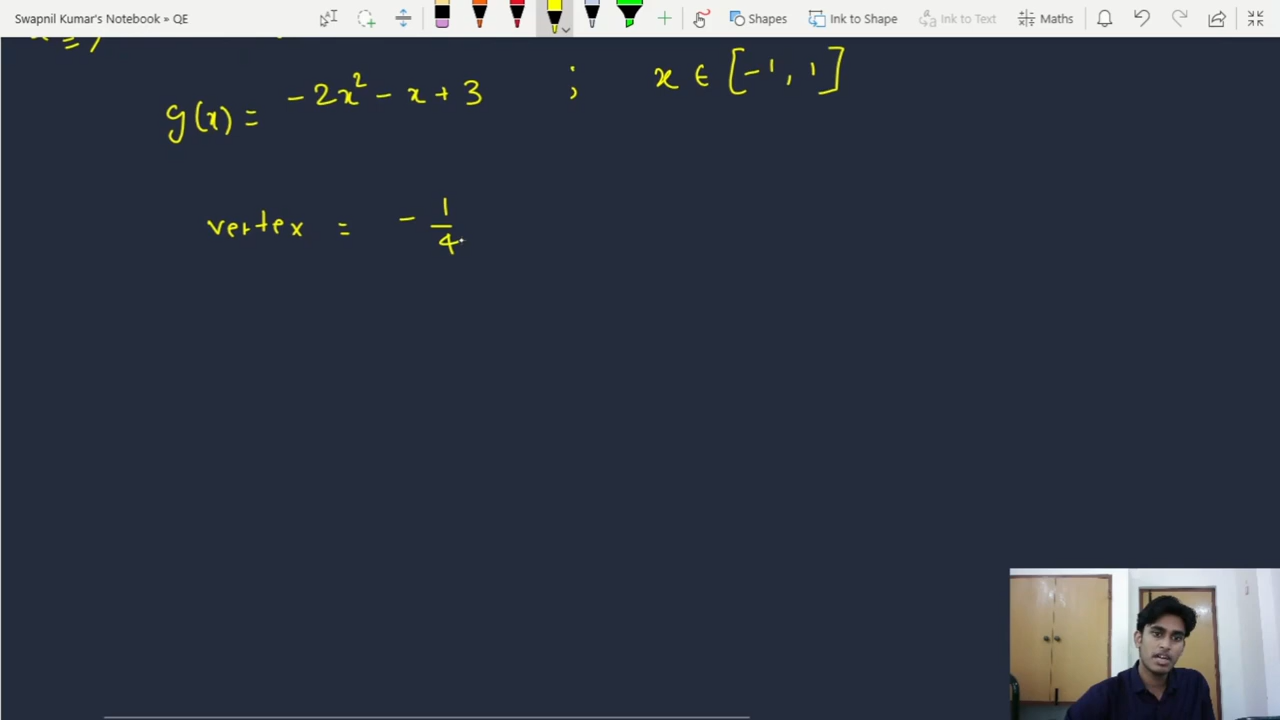 Swapnil Kumar's Notebook » QE
Shapes
Ink to Shape
Ink to Text
Maths
g(x) = -2x² - x + 3 ; x ∈ [-1, 1]
vertex = - 1/4